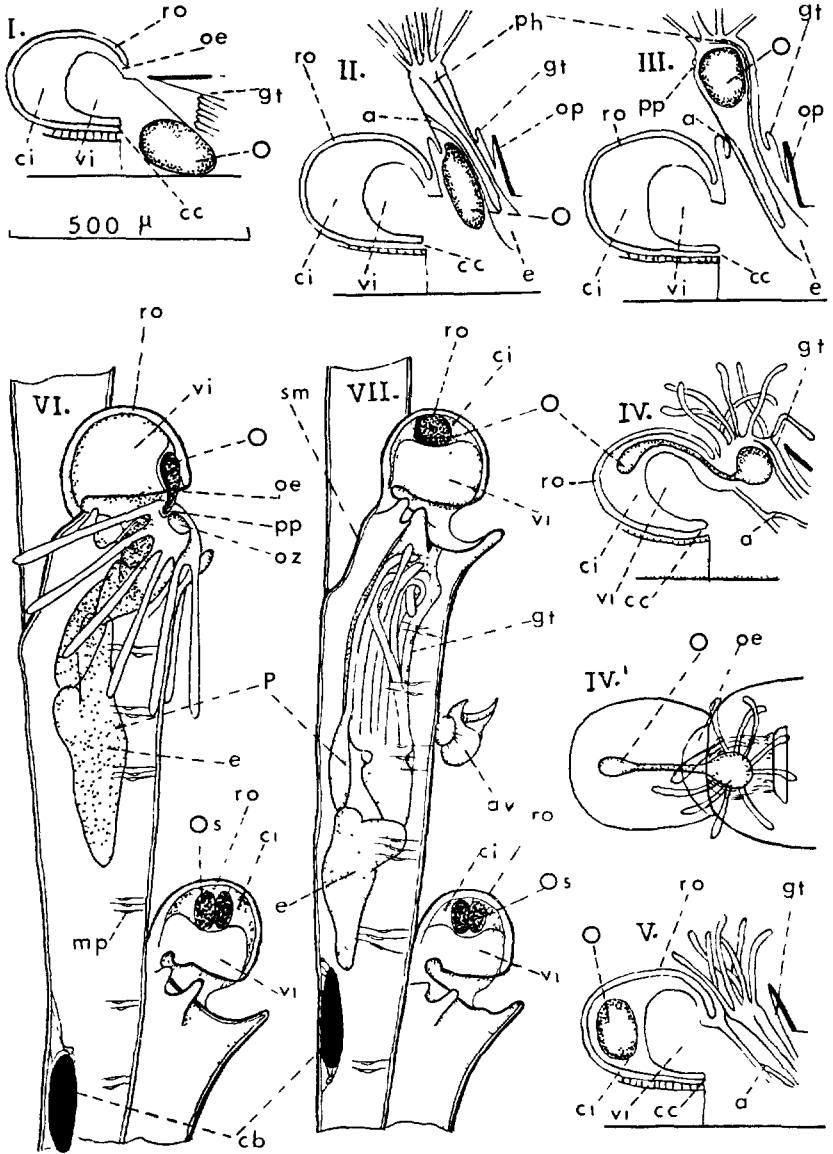 I.
ro
oe
gt
O
ci
vi
cc
500 μ
II.
ph
ro
gt
a
op
O
ci
vi
cc
e
III.
O
gt
pp
ro
a
op
ci
vi
cc
e
VI.
ro
vi
O
oe
pp
oz
P
e
mp
Os
ro
ci
vi
cb
VII.
ro
ci
sm
O
vi
gt
av
ro
ci
Os
e
vi
IV.
gt
O
ro
a
ci
vi
cc
IV.'
O
oe
V.
ro
gt
O
ci
vi
cc
a